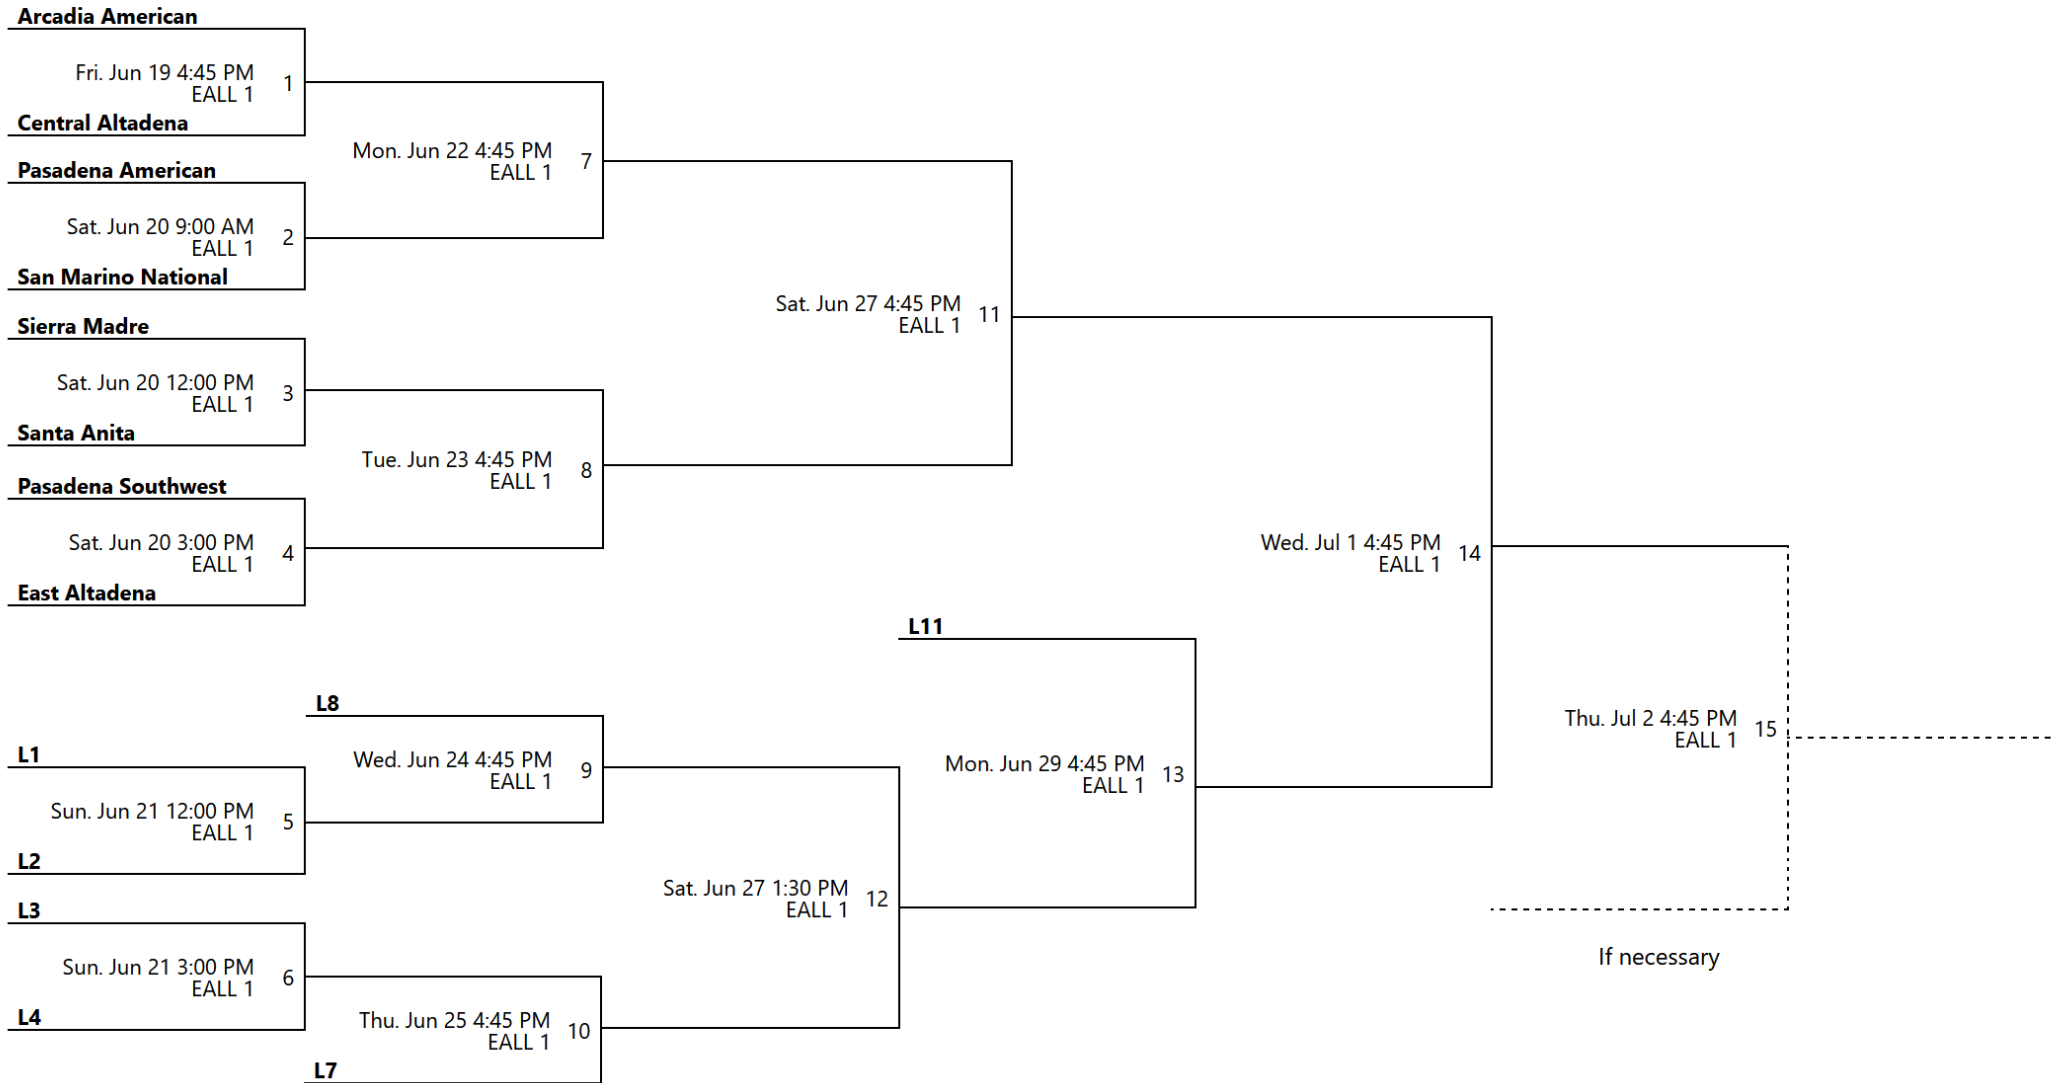 Arcadia American
Fri. Jun 19 4:45 PM
EALL 1
1
Central Altadena
Pasadena American
Sat. Jun 20 9:00 AM
EALL 1
2
San Marino National
Sierra Madre
Sat. Jun 20 12:00 PM
EALL 1
3
Santa Anita
Pasadena Southwest
Sat. Jun 20 3:00 PM
EALL 1
4
East Altadena
Mon. Jun 22 4:45 PM
EALL 1
7
Tue. Jun 23 4:45 PM
EALL 1
8
Sat. Jun 27 4:45 PM
EALL 1
11
Wed. Jul 1 4:45 PM
EALL 1
14
L1
Sun. Jun 21 12:00 PM
EALL 1
5
L2
L3
Sun. Jun 21 3:00 PM
EALL 1
6
L4
L8
Wed. Jun 24 4:45 PM
EALL 1
9
Thu. Jun 25 4:45 PM
EALL 1
10
L7
Sat. Jun 27 1:30 PM
EALL 1
12
L11
Mon. Jun 29 4:45 PM
EALL 1
13
Thu. Jul 2 4:45 PM
EALL 1
15
If necessary